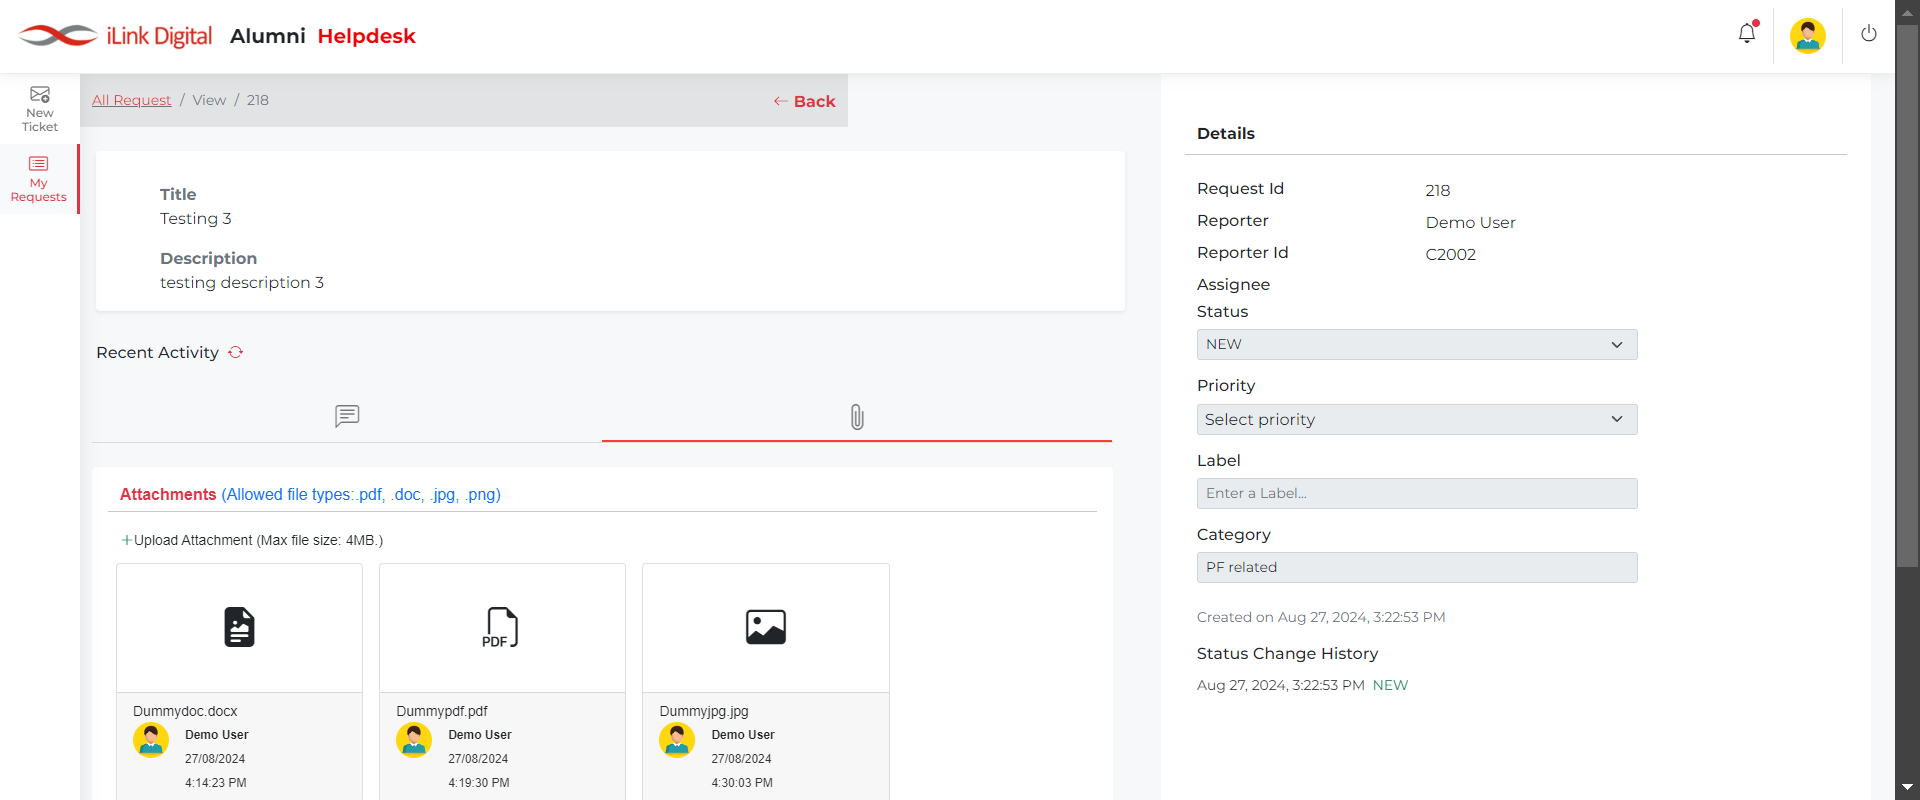 iLink Digital Alumni Helpdesk
New
Ticket
My
Requests
All Request / View / 218
← Back
Title
Testing 3
Description
testing description 3
Recent Activity
Attachments (Allowed file types:.pdf, .doc, .jpg, .png)
+Upload Attachment (Max file size: 4MB.)
PDF
Dummydoc.docx
Demo User
27/08/2024
4:14:23 PM
Dummypdf.pdf
Demo User
27/08/2024
4:19:30 PM
Dummyjpg.jpg
Demo User
27/08/2024
4:30:03 PM
Details
Request Id 218
Reporter Demo User
Reporter Id C2002
Assignee
Status
NEW
Priority
Select priority
Label
Enter a Label...
Category
PF related
Created on Aug 27, 2024, 3:22:53 PM
Status Change History
Aug 27, 2024, 3:22:53 PM NEW